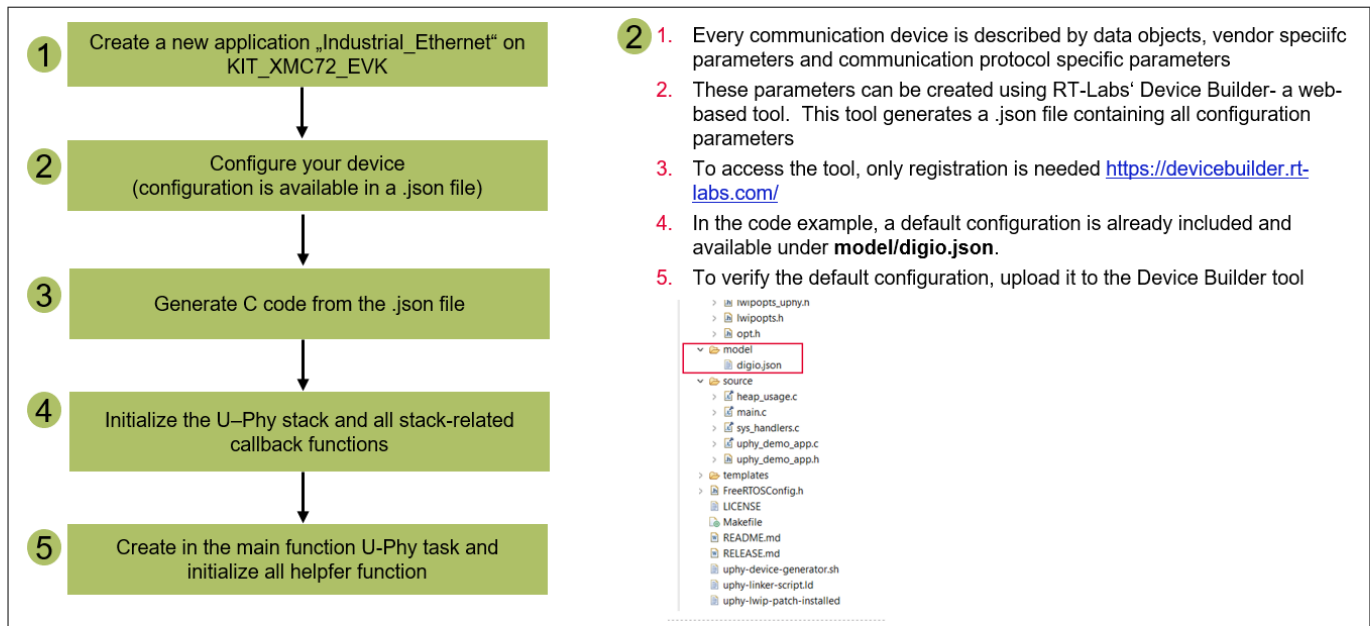 1
Create a new application „Industrial_Ethernet“ on
KIT_XMC72_EVK
2
Configure your device
(configuration is available in a .json file)
3
Generate C code from the .json file
4
Initialize the U–Phy stack and all stack-related
callback functions
5
Create in the main function U-Phy task and
initialize all helpfer function
2
1. Every communication device is described by data objects, vendor speciifc
parameters and communication protocol specific parameters
2. These parameters can be created using RT-Labs‘ Device Builder- a web-
based tool. This tool generates a .json file containing all configuration
parameters
3. To access the tool, only registration is needed https://devicebuilder.rt-
labs.com/
4. In the code example, a default configuration is already included and
available under model/digio.json.
5. To verify the default configuration, upload it to the Device Builder tool
lwipopts_uphy.h
lwipopts.h
opt.h
model
digio.json
source
heap_usage.c
main.c
sys_handlers.c
uphy_demo_app.c
uphy_demo_app.h
templates
FreeRTOSConfig.h
LICENSE
Makefile
README.md
RELEASE.md
uphy-device-generator.sh
uphy-linker-script.ld
uphy-lwip-patch-installed